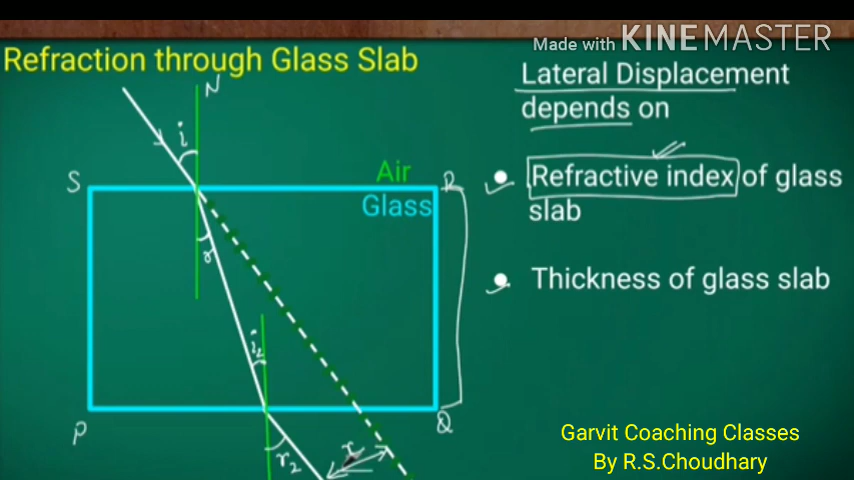 Made with KINEMASTER
Refraction through Glass Slab
Lateral Displacement
depends on
N
i
S
Air
R
Glass
Refractive index of glass
slab
r
Thickness of glass slab
i2
P
Q
r2
x
Garvit Coaching Classes
By R.S.Choudhary